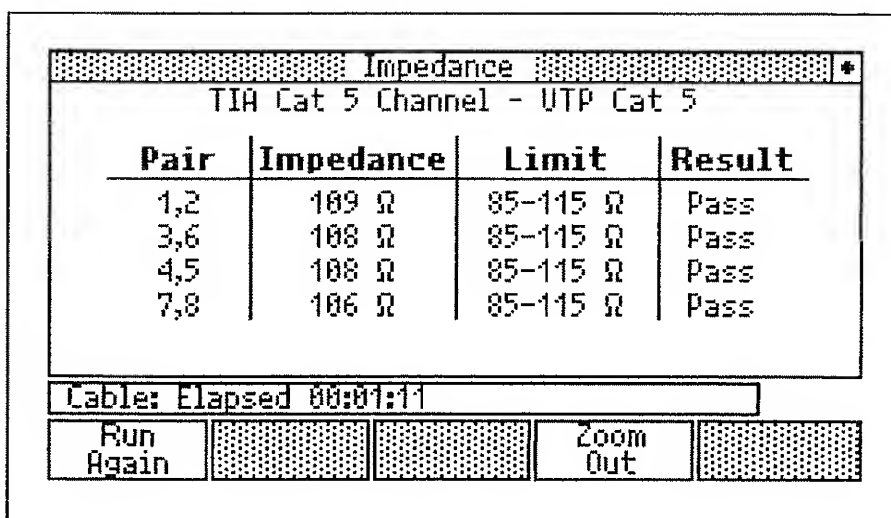 Impedance
TIA Cat 5 Channel - UTP Cat 5
Pair Impedance Limit Result
1,2 109 Ω 85-115 Ω Pass
3,6 108 Ω 85-115 Ω Pass
4,5 108 Ω 85-115 Ω Pass
7,8 106 Ω 85-115 Ω Pass
Cable: Elapsed 00:01:11
Run Again
Zoom Out